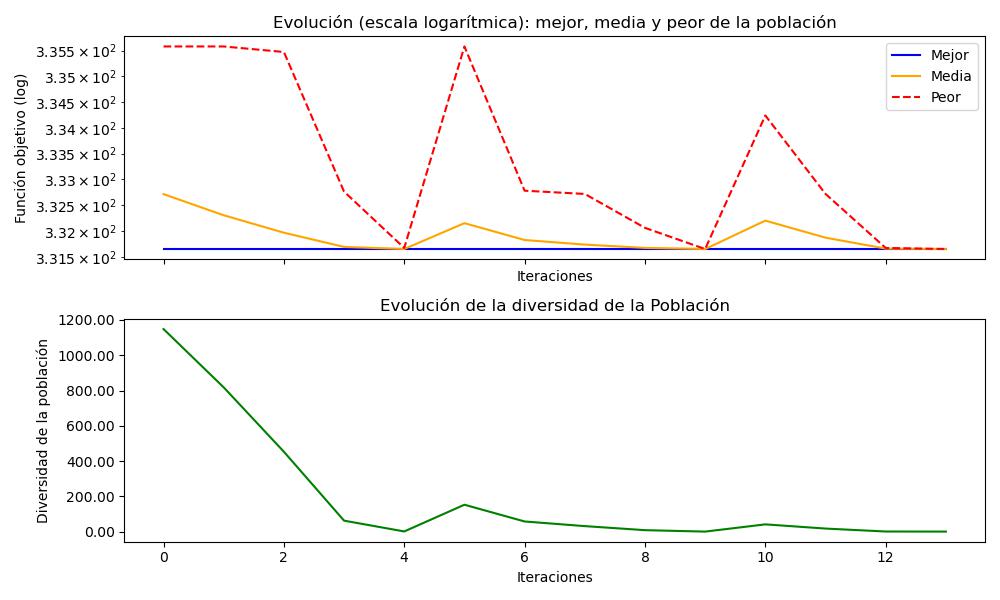 Evolución (escala logarítmica): mejor, media y peor de la población
Función objetivo (log)
3.355 × 10²
3.35 × 10²
3.345 × 10²
3.34 × 10²
3.335 × 10²
3.33 × 10²
3.325 × 10²
3.32 × 10²
3.315 × 10²
Mejor
Media
Peor
Iteraciones
Evolución de la diversidad de la Población
Diversidad de la población
1200.00
1000.00
800.00
600.00
400.00
200.00
0.00
0 2 4 6 8 10 12
Iteraciones